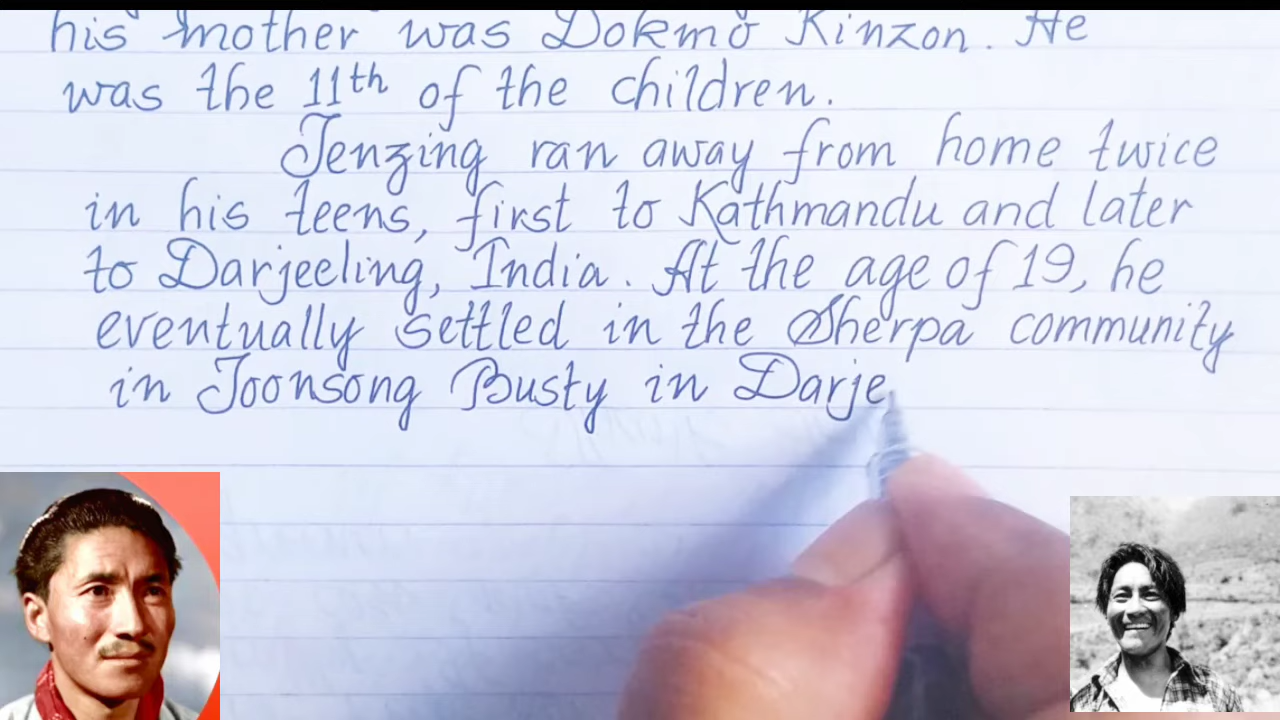 his mother was Dokmo Kinzon. He
was the 11th of the children.
Tenzing ran away from home twice
in his teens, first to Kathmandu and later
to Darjeeling, India. At the age of 19, he
eventually settled in the Sherpa community
in Toonsong Busty in Darje